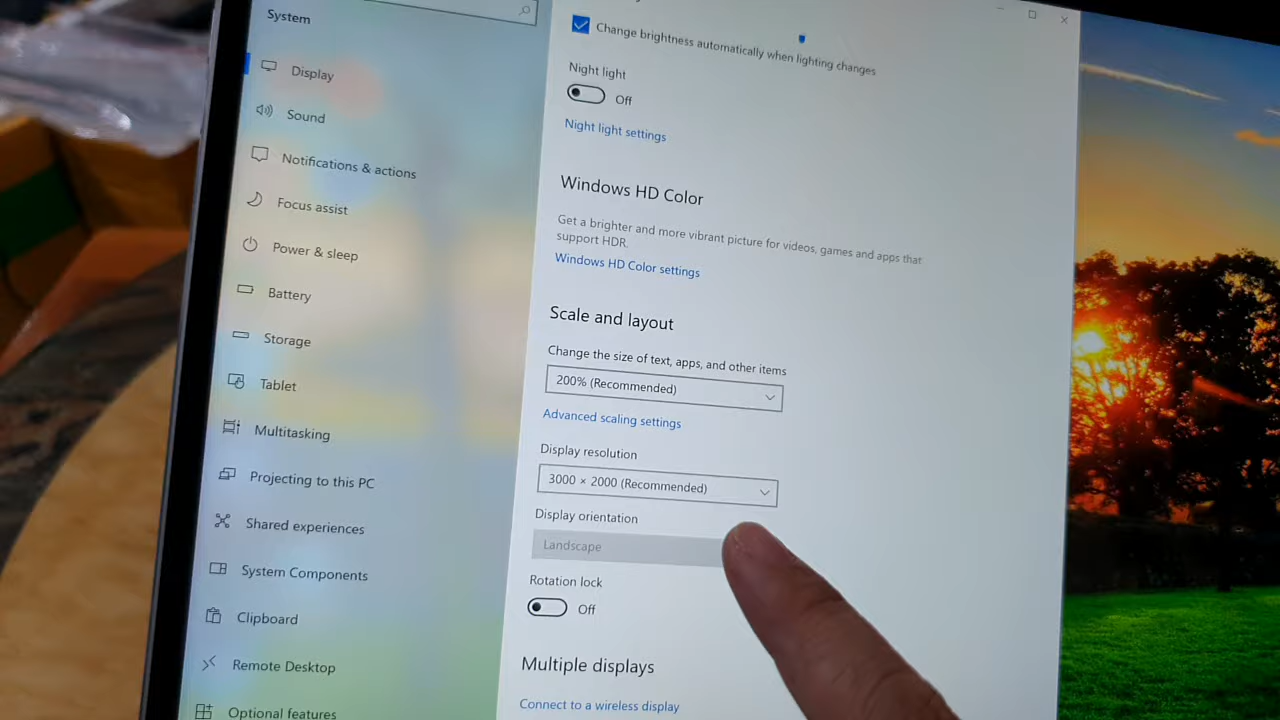 System
Display
Sound
Notifications & actions
Focus assist
Power & sleep
Battery
Storage
Tablet
Multitasking
Projecting to this PC
Shared experiences
System Components
Clipboard
Remote Desktop
Optional features
Change brightness automatically when lighting changes
Night light
Off
Night light settings
Windows HD Color
Get a brighter and more vibrant picture for videos, games and apps that
support HDR.
Windows HD Color settings
Scale and layout
Change the size of text, apps, and other items
200% (Recommended)
Advanced scaling settings
Display resolution
3000 × 2000 (Recommended)
Display orientation
Landscape
Rotation lock
Off
Multiple displays
Connect to a wireless display